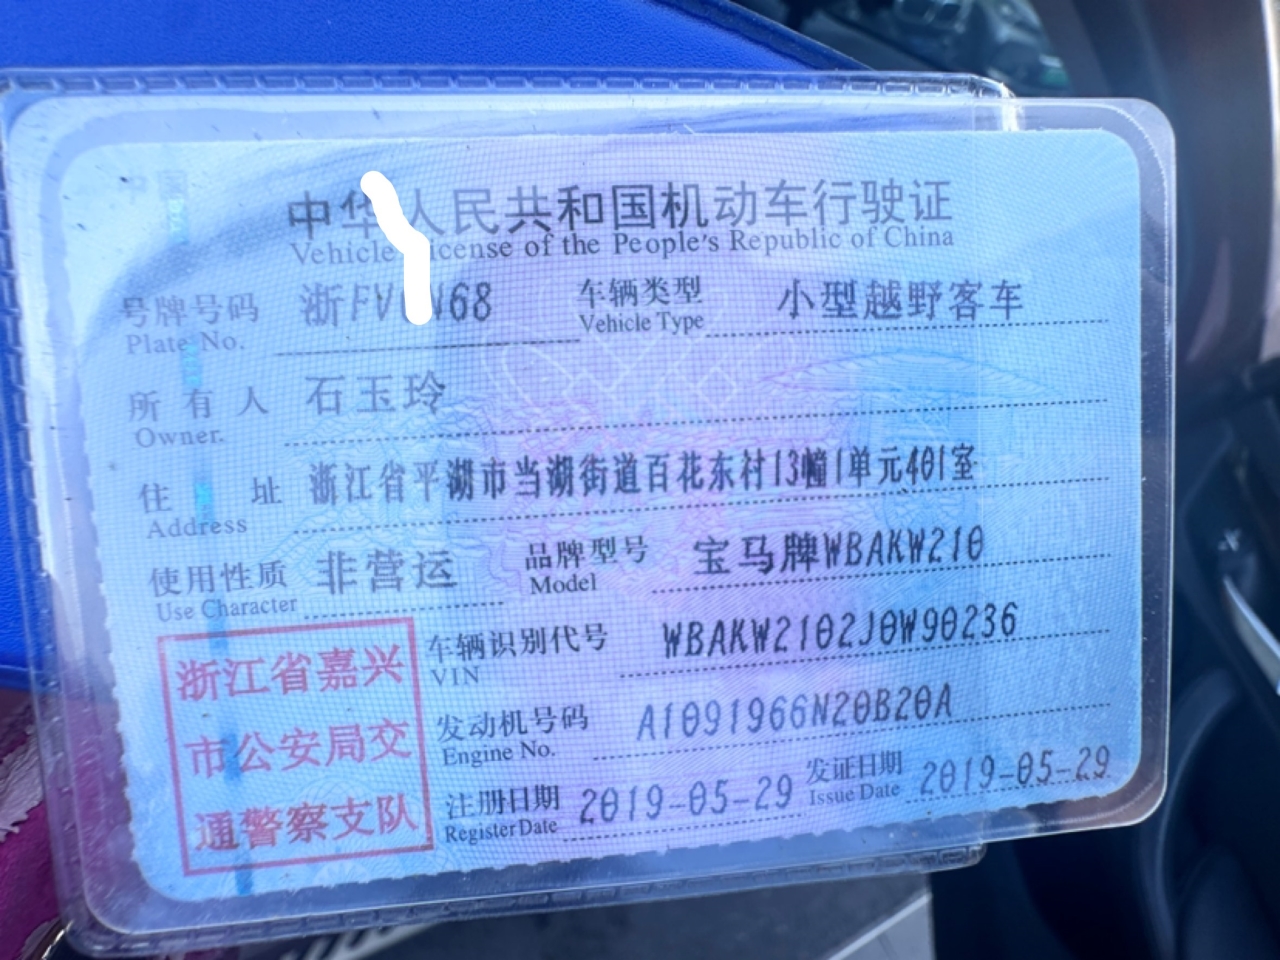 中华人民共和国机动车行驶证
Vehicle License of the People's Republic of China
号牌号码 浙FV N68 车辆类型 小型越野客车
Plate No. Vehicle Type
所有人 石玉玲
Owner.
住址 浙江省平湖市当湖街道百花东村13幢1单元401室
Address
使用性质 非营运 品牌型号 宝马牌WBAKW210
Use Character Model
浙江省嘉兴
市公安局交
通警察支队
车辆识别代号 WBAKW2102J0W90236
VIN
发动机号码 A1091966N20B20A
Engine No.
注册日期 2019-05-29 发证日期 2019-05-29
Register Date Issue Date